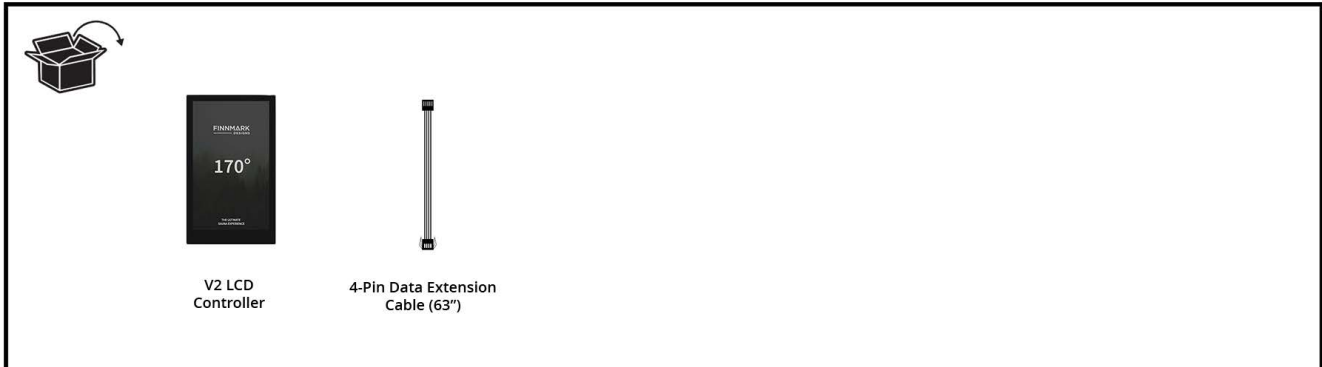 FINNMARK
DESIGNS
170°
THE ULTIMATE
SAUNA EXPERIENCE
V2 LCD
Controller
4-Pin Data Extension
Cable (63”)